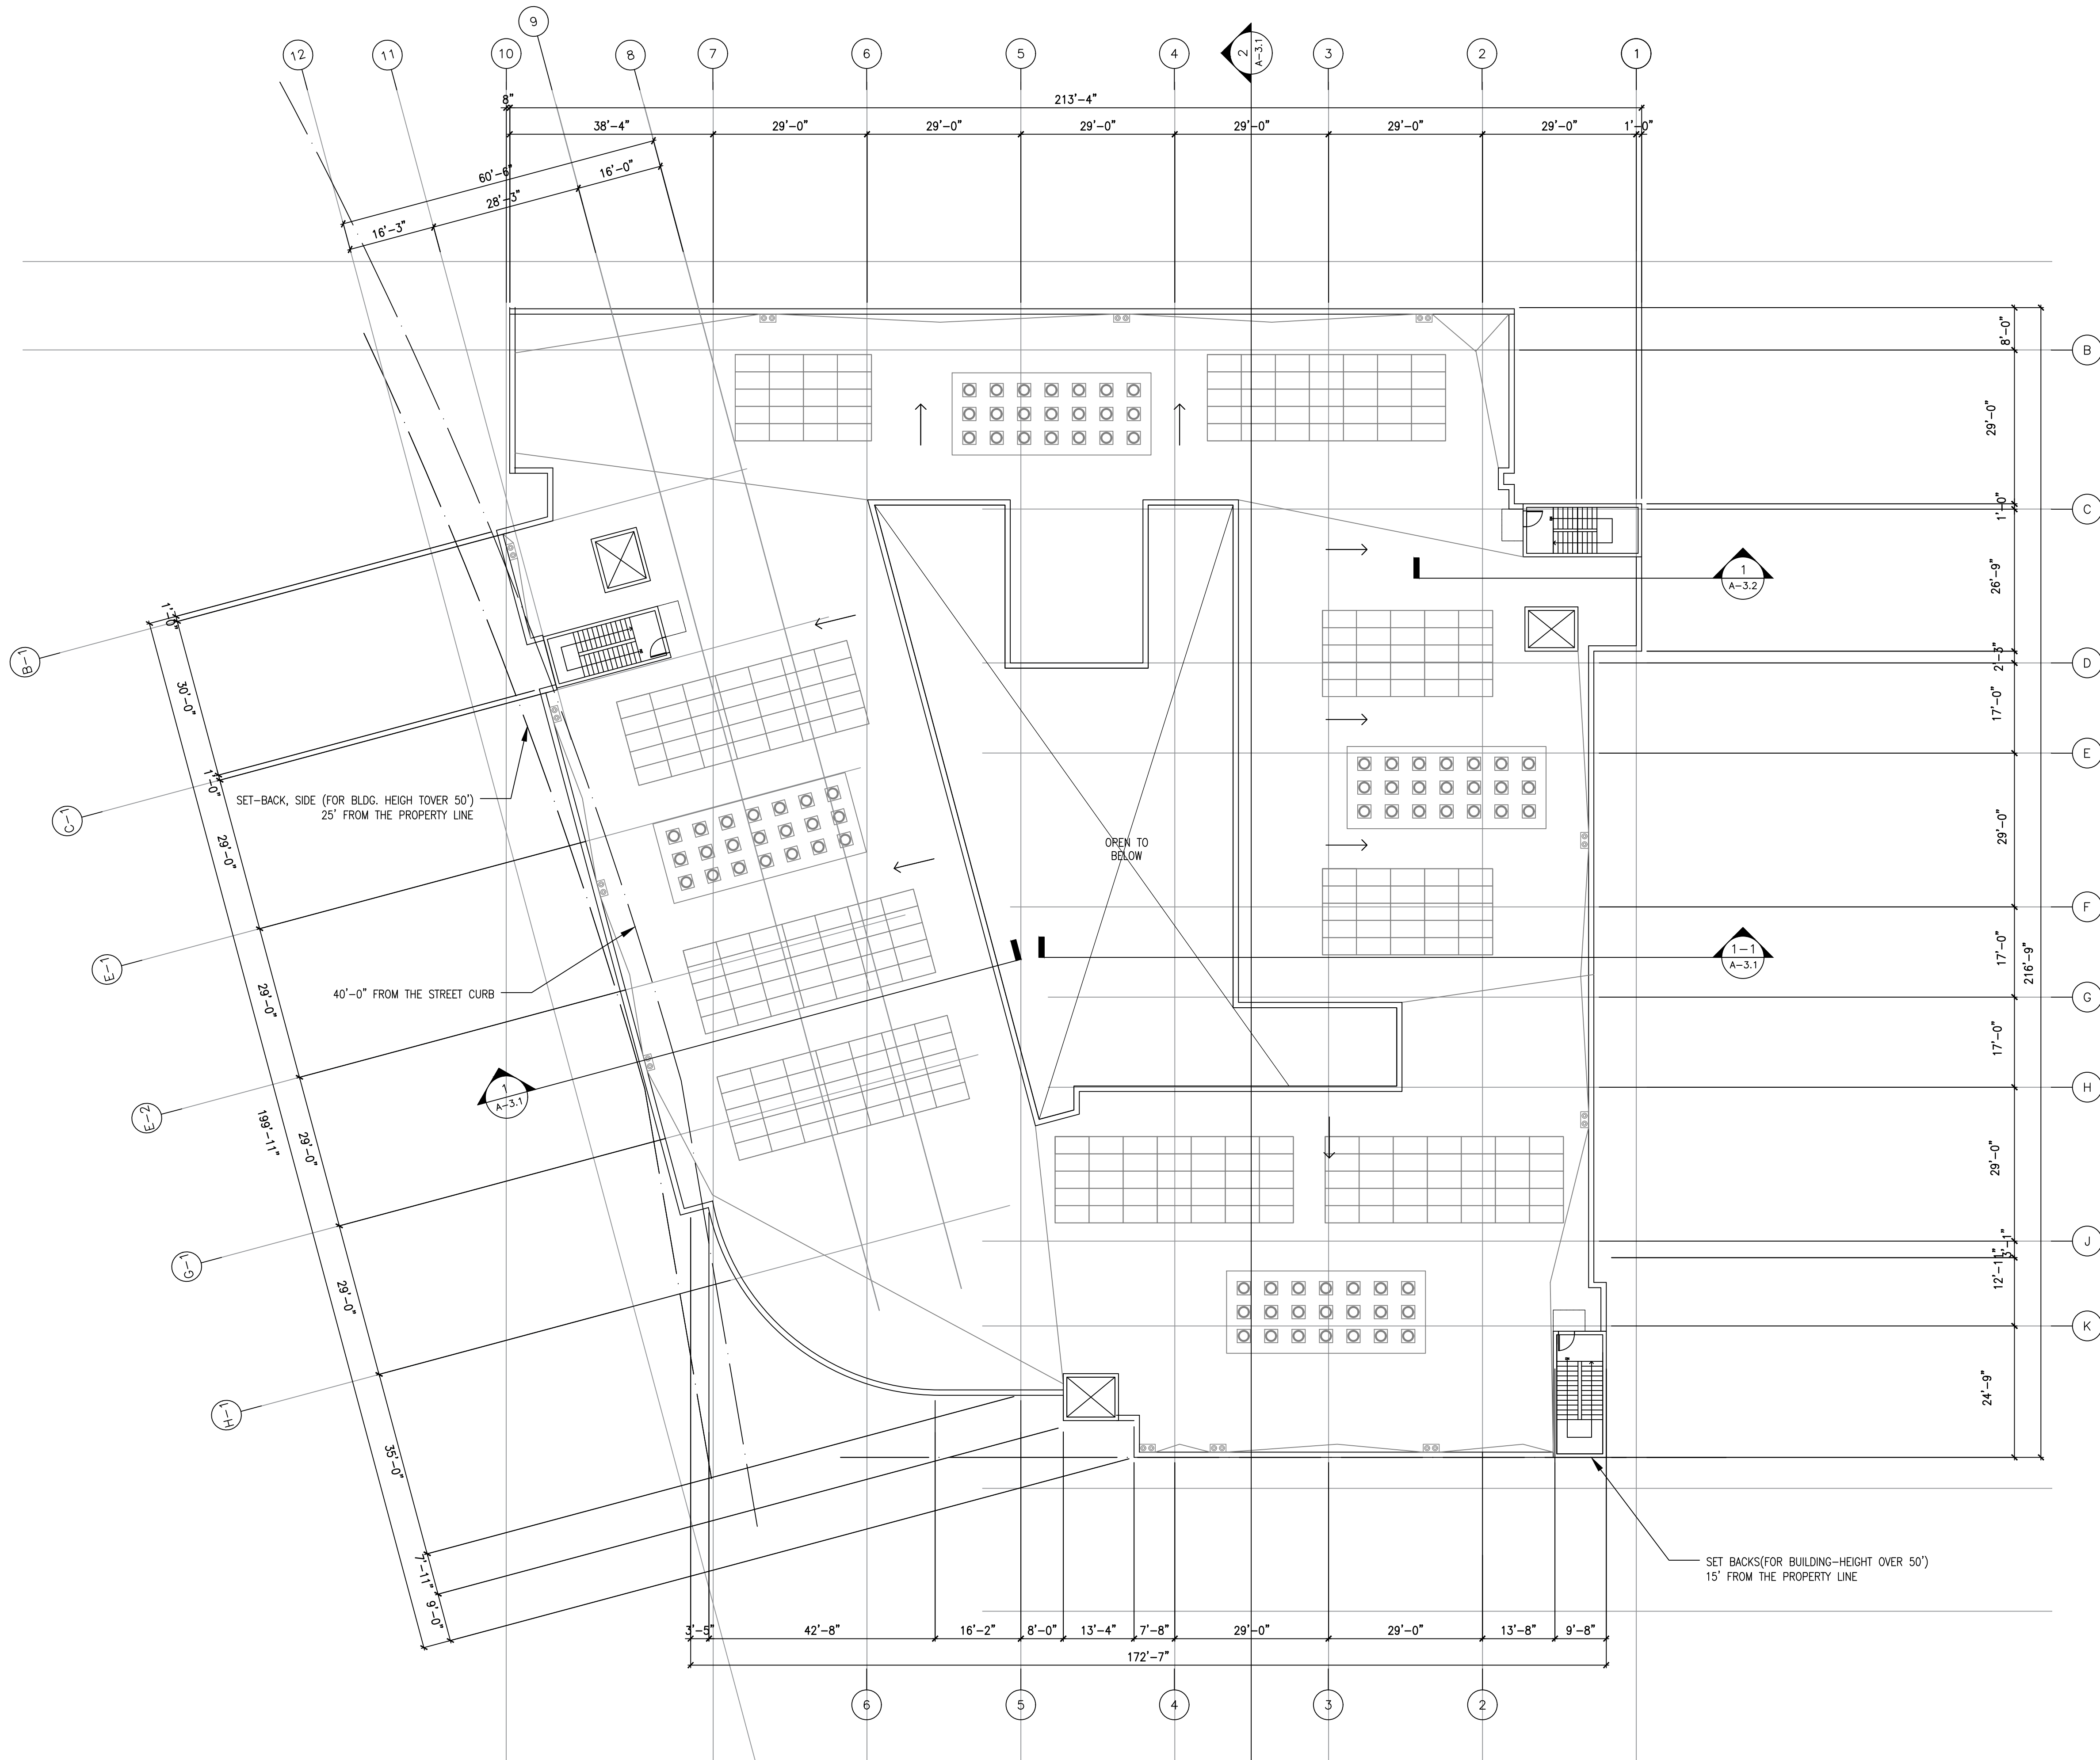 9
12
11
10
8
7
6
5
4
2
A-3.1
3
2
1
8"
213'-4"
38'-4"
29'-0"
29'-0"
29'-0"
29'-0"
29'-0"
29'-0"
1'-0"
60'-6"
16'-0"
28'-3"
16'-3"
8'-0"
B
29'-0"
1'-0"
C
26'-9"
1
A-3.2
2'-3"
D
17'-0"
E
29'-0"
F
17'-0"
216'-9"
1-1
A-3.1
G
17'-0"
H
29'-0"
J
3'-1"
12'-11"
K
24'-9"
B-1
1'-0"
30'-0"
C-1
1'-0"
29'-0"
E-1
29'-0"
E-2
199'-11"
29'-0"
G-1
29'-0"
H-1
35'-0"
7'-11"
9'-0"
SET-BACK, SIDE (FOR BLDG. HEIGH TOVER 50')
25' FROM THE PROPERTY LINE
OPEN TO
BELOW
40'-0" FROM THE STREET CURB
1
A-3.1
SET BACKS(FOR BUILDING-HEIGHT OVER 50')
15' FROM THE PROPERTY LINE
3'-5"
42'-8"
16'-2"
8'-0"
13'-4"
7'-8"
29'-0"
29'-0"
13'-8"
9'-8"
172'-7"
6
5
4
3
2